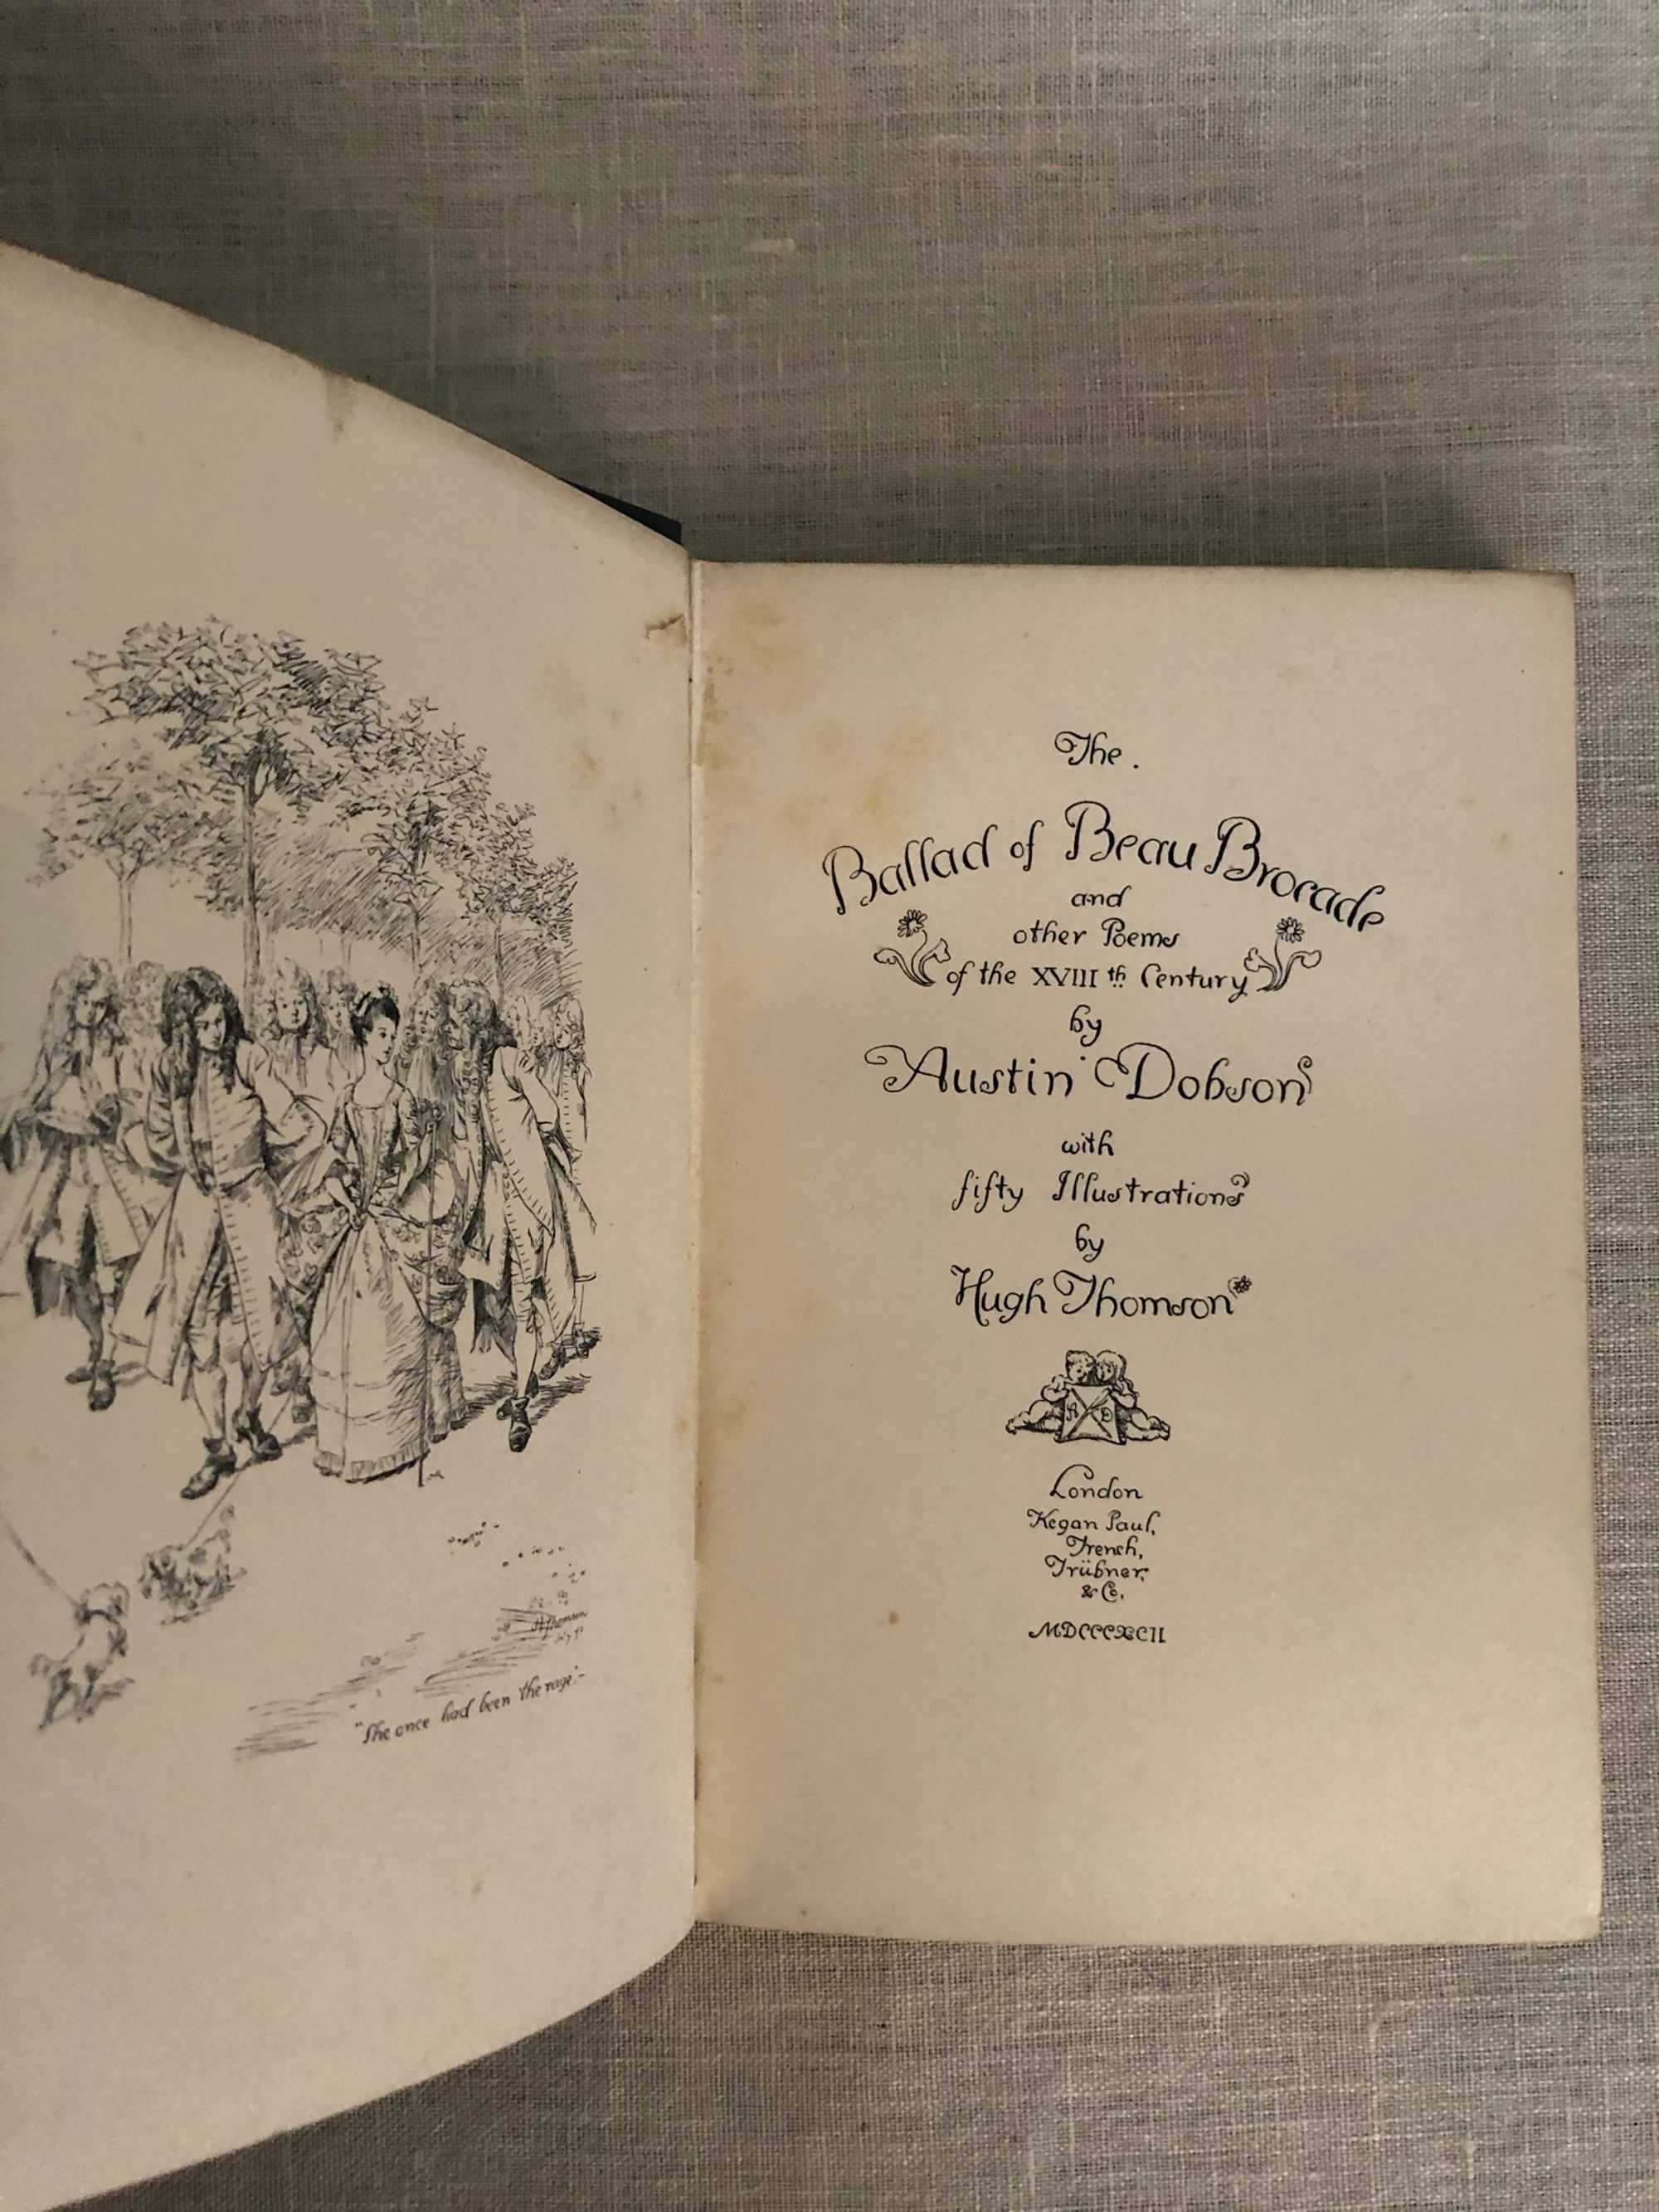 "She once had been the rage"-
The.
Ballad of Beau Brocade
and
other Poems
of the XVIII th Century
by
Austin Dobson
with
fifty Illustrations
by
Hugh Thomson
A D
London
Kegan Paul,
Trench,
Trübner
& Co.
MDCCCXCII